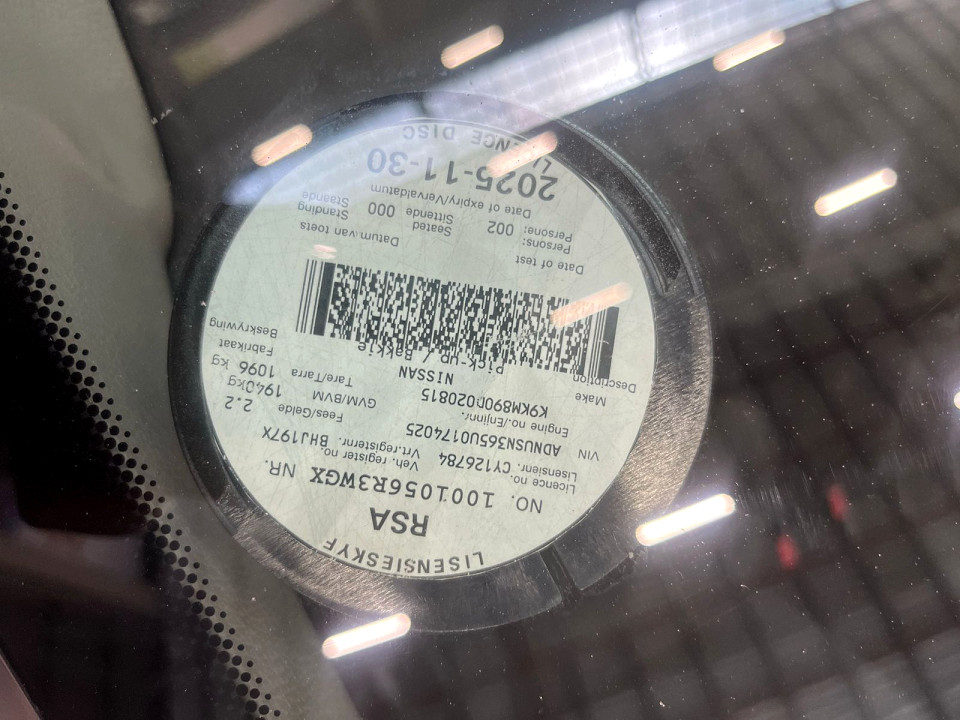 LISENSIESKYF
RSA
NO. 1001056R3WGX NR.
Licence no./ Lisensienr. CY126784 Veh. register no./ Vrt.registernr. BHJ197X
VIN ADNUSN365U0174025 Fees/Gelde 2.2
Engine no./Enjinnr. K9KM890D020815 GVM/BVM 1940kg
Make NISSAN Tare/Tarra 1096 kg Fabrikaat
Description Pick-up / Bakkie Beskrywing
Date of test Datum van toets
Persons: Persone: 002 Seated Sittende 000 Standing Staande
Date of expiry/Vervaldatum
2025-11-30
LICENCE DISC